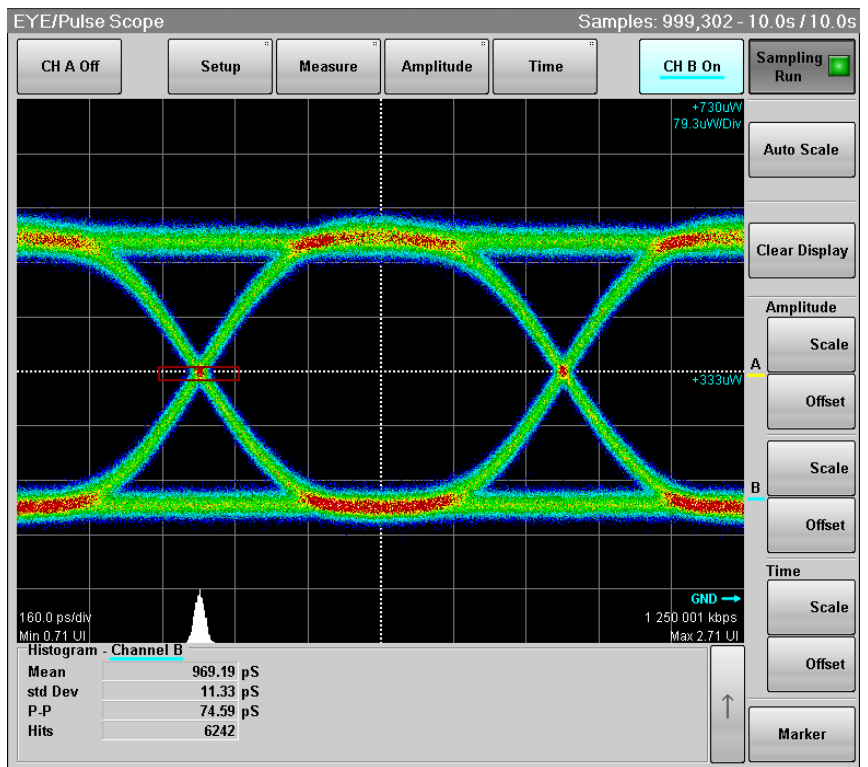 EYE/Pulse Scope
Samples: 999,302 - 10.0s / 10.0s
CH A Off
Setup
Measure
Amplitude
Time
CH B On
Sampling
Run
+730uW
79.3uW/Div
Auto Scale
Clear Display
Amplitude
Scale
A
+333uW
Offset
Scale
B
Offset
Time
GND
Scale
160.0 ps/div
1 250 001 kbps
Min 0.71 UI
Max 2.71 UI
Histogram - Channel B
Offset
Mean 969.19 pS
std Dev 11.33 pS
P-P 74.59 pS
Hits 6242
Marker